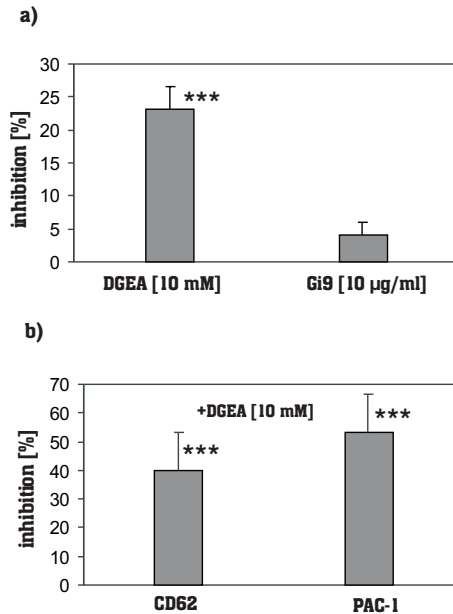 a)
30
25
20
15
10
5
0
inhibition [%]
***
DGEA [10 mM]
Gi9 [10 µg/ml]
b)
70
60
50
40
30
20
10
0
inhibition [%]
+DGEA [10 mM]
***
***
CD62
PAC-1